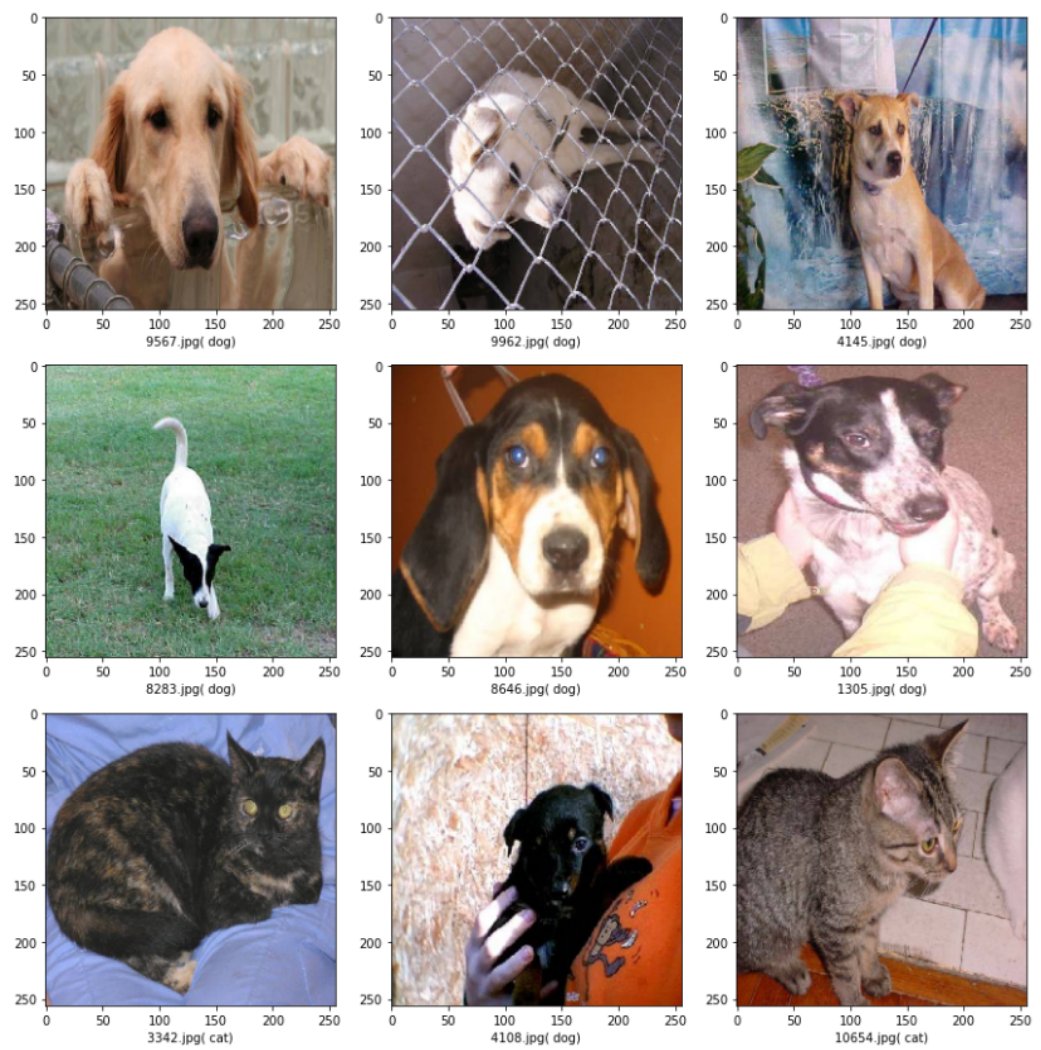 0 0 0
50 50 50
100 100 100
150 150 150
200 200 200
250 250 250
0 50 100 150 200 250 0 50 100 150 200 250 0 50 100 150 200 250
9567.jpg( dog) 9962.jpg( dog) 4145.jpg( dog)
0 0 0
50 50 50
100 100 100
150 150 150
200 200 200
250 250 250
0 50 100 150 200 250 0 50 100 150 200 250 0 50 100 150 200 250
8283.jpg( dog) 8646.jpg( dog) 1305.jpg( dog)
0 0 0
50 50 50
100 100 100
150 150 150
200 200 200
250 250 250
0 50 100 150 200 250 0 50 100 150 200 250 0 50 100 150 200 250
3342.jpg( cat) 4108.jpg( dog) 10654.jpg( cat)